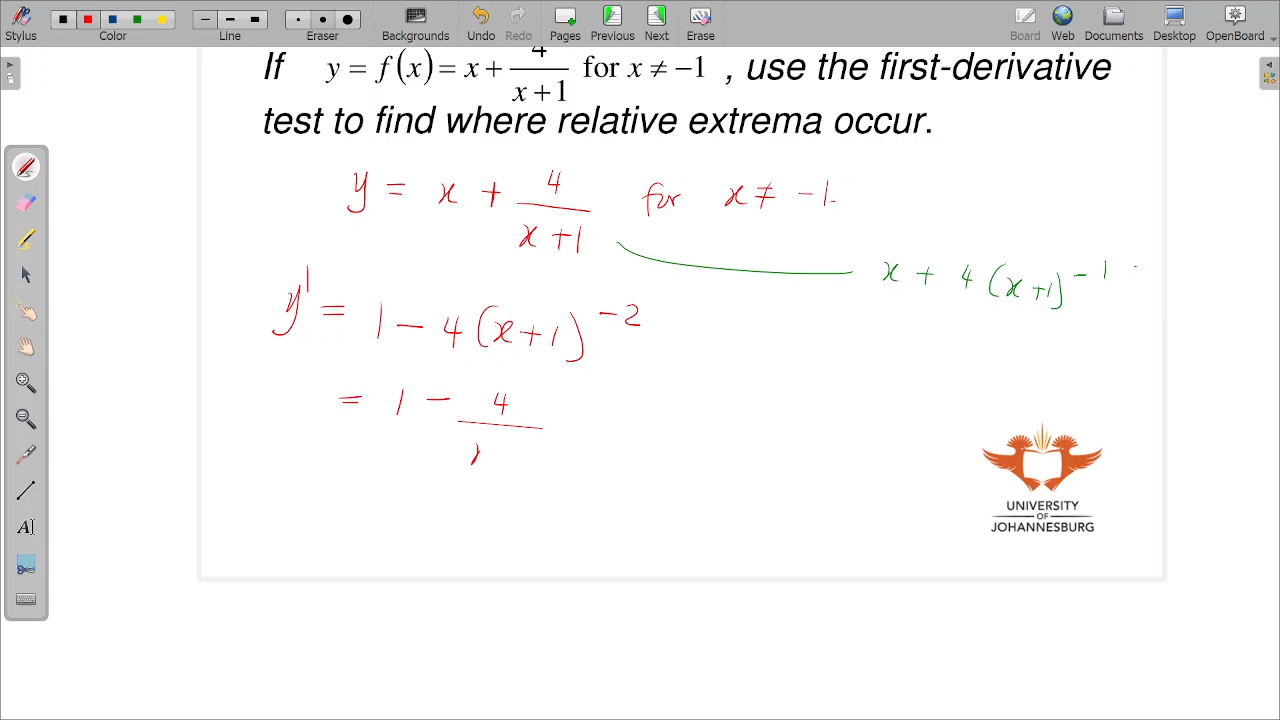 Stylus Color Line Eraser Backgrounds Undo Redo Pages Previous Next Erase Board Web Documents Desktop OpenBoard
If y = f(x) = x + 4/(x+1) for x ≠ −1 , use the first-derivative
test to find where relative extrema occur.
y = x + 4/(x+1) for x ≠ -1.
x + 4(x+1)^-1
y' = 1 - 4(x+1)^-2
= 1 - 4/
AI
UNIVERSITY
OF
JOHANNESBURG